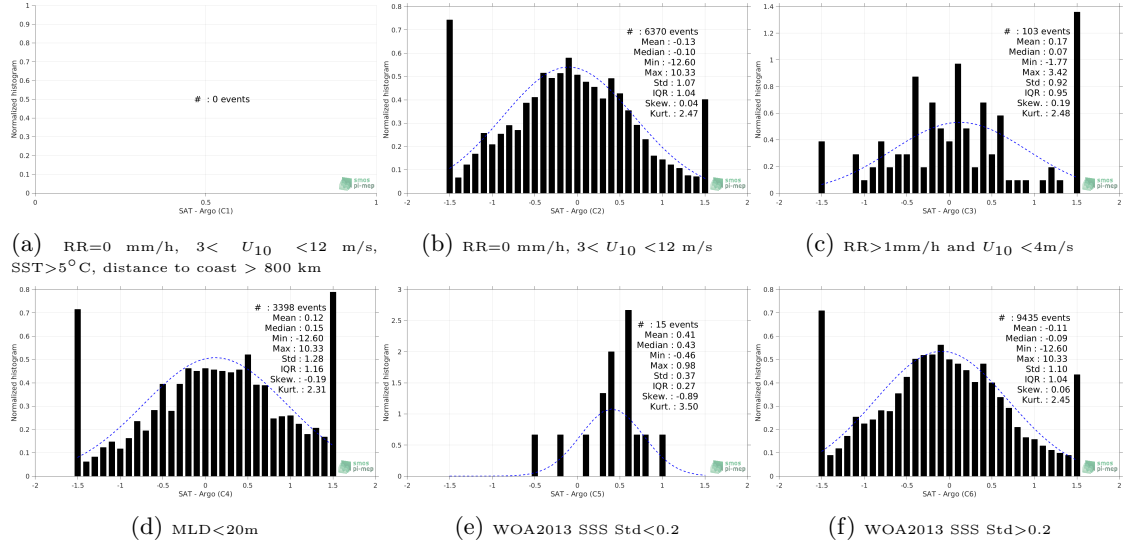 1
0.9
0.8
0.7
0.6
0.5
0.4
0.3
0.2
0.1
0
Normalized histogram
# : 0 events
0 0.5 1
SAT - Argo (C1)
smos
pi-mep
(a) RR=0 mm/h, 3< U10 <12 m/s,
SST>5°C, distance to coast > 800 km
0.8
0.7
0.6
0.5
0.4
0.3
0.2
0.1
0
Normalized histogram
# : 6370 events
Mean : -0.13
Median : -0.10
Min : -12.60
Max : 10.33
Std : 1.07
IQR : 1.04
Skew. : 0.04
Kurt. : 2.47
-2 -1.5 -1 -0.5 0 0.5 1 1.5 2
SAT - Argo (C2)
smos
pi-mep
(b) RR=0 mm/h, 3< U10 <12 m/s
1.4
1.2
1
0.8
0.6
0.4
0.2
0
Normalized histogram
# : 103 events
Mean : 0.17
Median : 0.07
Min : -1.77
Max : 3.42
Std : 0.92
IQR : 0.95
Skew. : 0.19
Kurt. : 2.48
-2 -1.5 -1 -0.5 0 0.5 1 1.5 2
SAT - Argo (C3)
smos
pi-mep
(c) RR>1mm/h and U10 <4m/s
0.8
0.7
0.6
0.5
0.4
0.3
0.2
0.1
0
Normalized histogram
# : 3398 events
Mean : 0.12
Median : 0.15
Min : -12.60
Max : 10.33
Std : 1.28
IQR : 1.16
Skew. : -0.19
Kurt. : 2.31
-2 -1.5 -1 -0.5 0 0.5 1 1.5 2
SAT - Argo (C4)
smos
pi-mep
(d) MLD<20m
3
2.5
2
1.5
1
0.5
0
Normalized histogram
# : 15 events
Mean : 0.41
Median : 0.43
Min : -0.46
Max : 0.98
Std : 0.37
IQR : 0.27
Skew. : -0.89
Kurt. : 3.50
-2 -1.5 -1 -0.5 0 0.5 1 1.5 2
SAT - Argo (C5)
smos
pi-mep
(e) WOA2013 SSS Std<0.2
0.8
0.7
0.6
0.5
0.4
0.3
0.2
0.1
0
Normalized histogram
# : 9435 events
Mean : -0.11
Median : -0.09
Min : -12.60
Max : 10.33
Std : 1.10
IQR : 1.04
Skew. : 0.06
Kurt. : 2.45
-2 -1.5 -1 -0.5 0 0.5 1 1.5 2
SAT - Argo (C6)
smos
pi-mep
(f) WOA2013 SSS Std>0.2